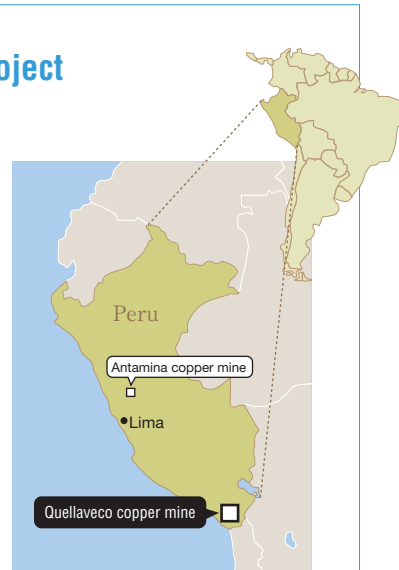 oject
Peru
Antamina copper mine
Lima
Quellaveco copper mine